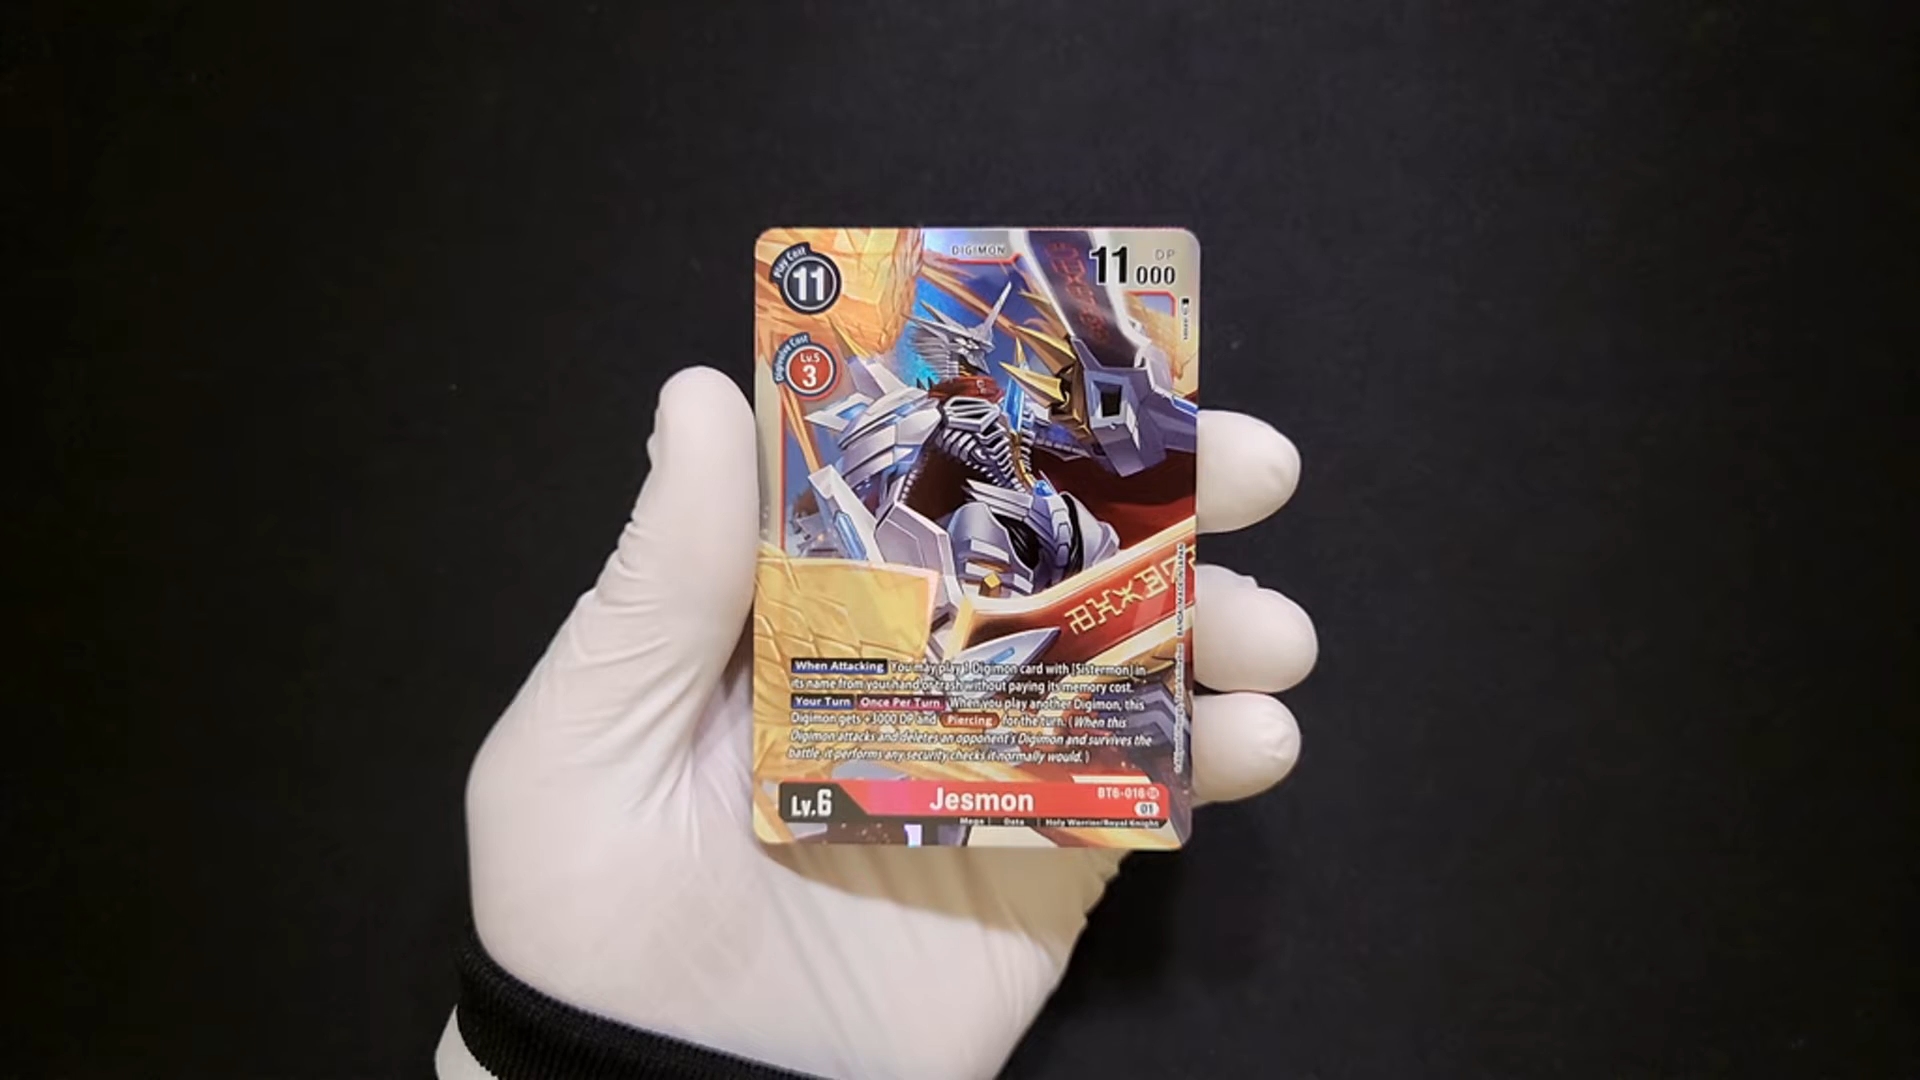 DIGIMON
Play Cost
11
DP
11000
Digivolve Cost
Lv.5
3
When Attacking You may play 1 Digimon card with [Sistermon] in
its name from your hand or trash without paying its memory cost.
Your Turn Once Per Turn When you play another Digimon, this
Digimon gets +3000 DP and Piercing for the turn. (When this
Digimon attacks and deletes an opponent's Digimon and survives the
battle, it performs any security checks it normally would.)
Lv.6
Jesmon
BT6-016
01
Mega | Data | Holy Warrior/Royal Knight